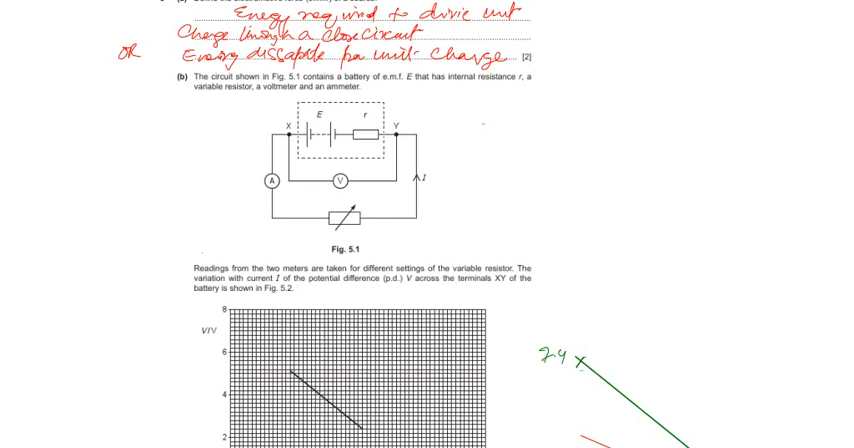 Energy required to drive unit
Charge through a close circuit
OR Energy dissapate per unit charge [2]
(b) The circuit shown in Fig. 5.1 contains a battery of e.m.f. E that has internal resistance r, a
variable resistor, a voltmeter and an ammeter.
E r
X Y
A V I
Fig. 5.1
Readings from the two meters are taken for different settings of the variable resistor. The
variation with current I of the potential difference (p.d.) V across the terminals XY of the
battery is shown in Fig. 5.2.
8
V/V
6
4
2